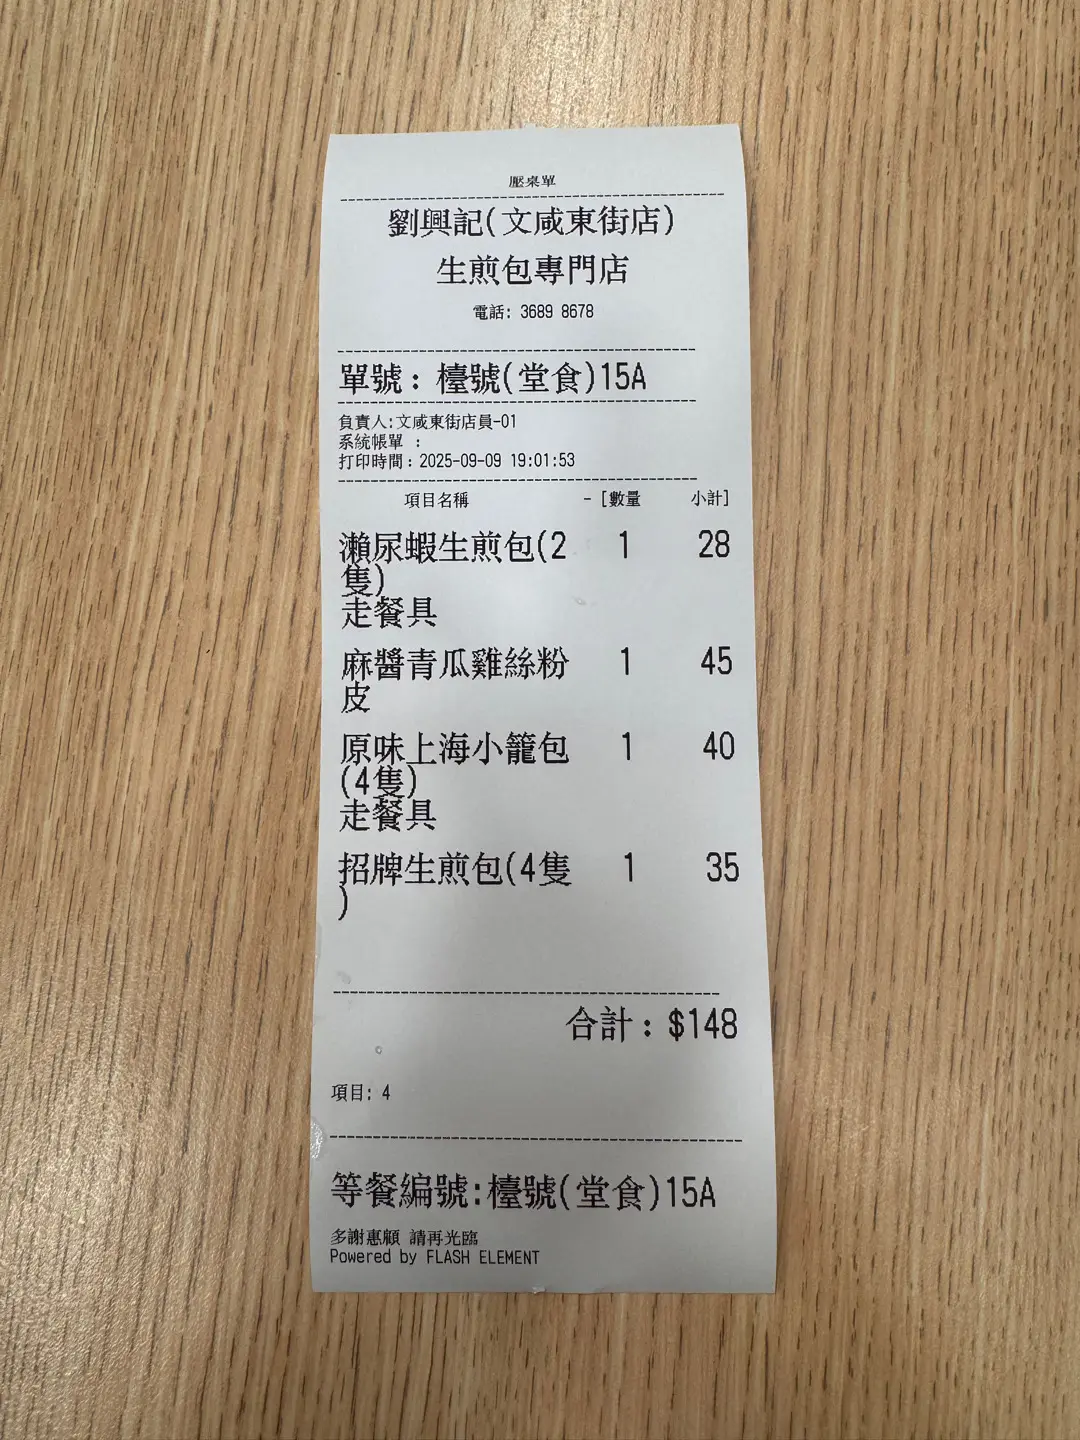 壓桌單
劉興記(文咸東街店)
生煎包專門店
電話: 3689 8678
單號: 檯號(堂食)15A
負責人:文咸東街店員-01
系統帳單 :
打印時間:2025-09-09 19:01:53
項目名稱 - [數量 小計]
瀨尿蝦生煎包(2 1 28
隻)
走餐具
麻醬青瓜雞絲粉 1 45
皮
原味上海小籠包 1 40
(4隻)
走餐具
招牌生煎包(4隻 1 35
)
合計: $148
項目: 4
等餐編號:檯號(堂食)15A
多謝惠顧 請再光臨
Powered by FLASH ELEMENT